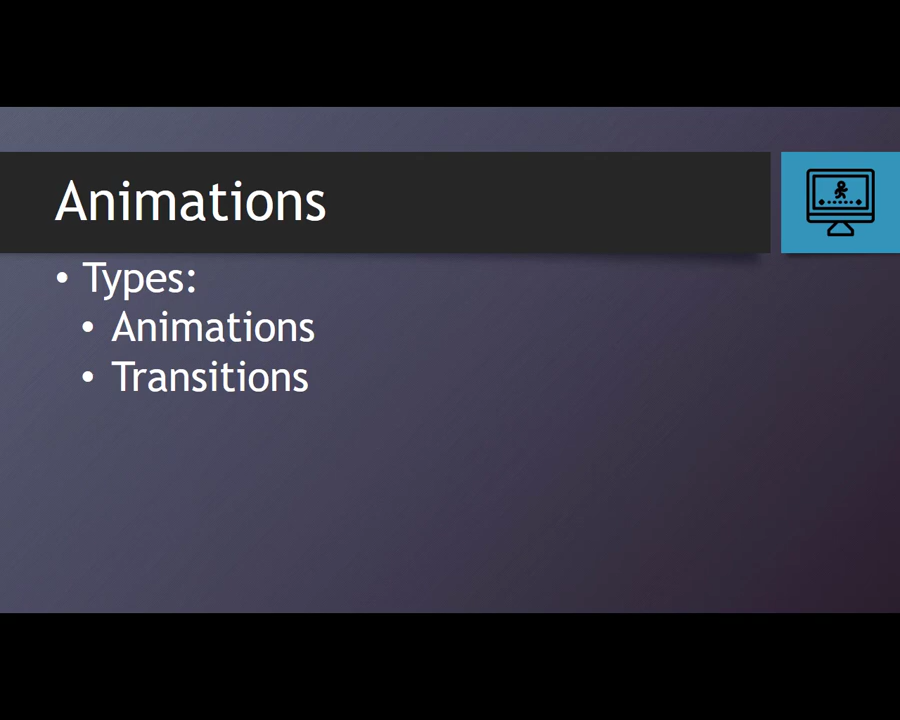 Animations
• Types:
• Animations
• Transitions